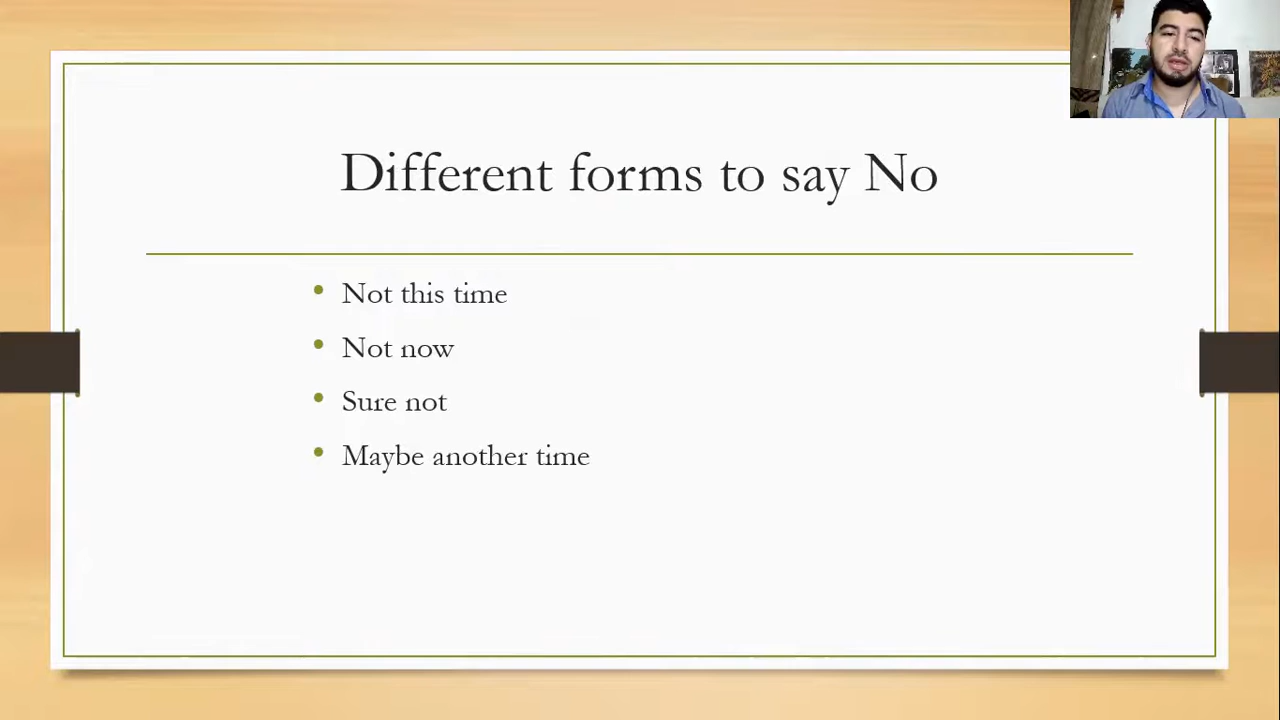 Different forms to say No
Not this time
Not now
Sure not
Maybe another time